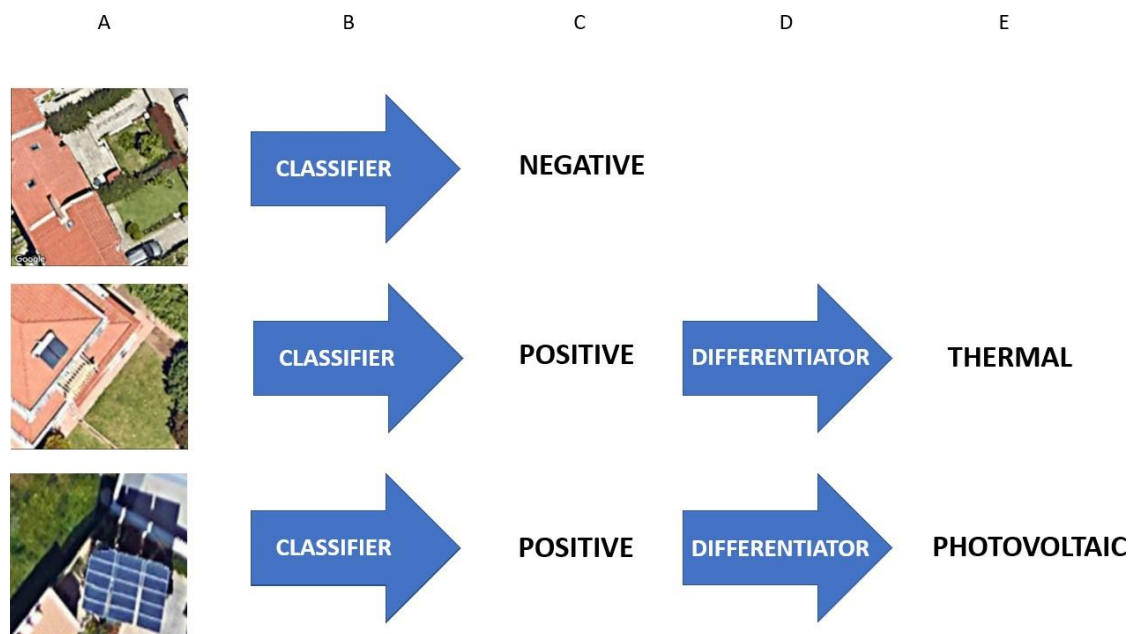 A B C D E
CLASSIFIER NEGATIVE
Google
CLASSIFIER POSITIVE DIFFERENTIATOR THERMAL
CLASSIFIER POSITIVE DIFFERENTIATOR PHOTOVOLTAIC